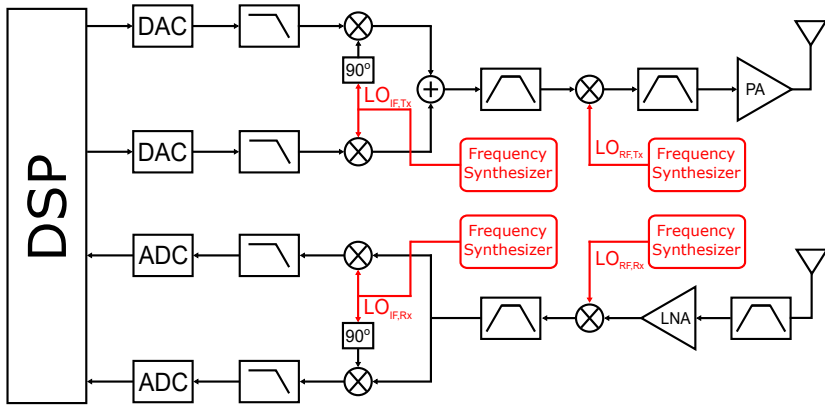 DSP
DAC
90°
LO IF,Tx
PA
DAC
Frequency
Synthesizer
LO RF,Tx
Frequency
Synthesizer
ADC
Frequency
Synthesizer
LO RF,Rx
Frequency
Synthesizer
LO IF,Rx
90°
LNA
ADC